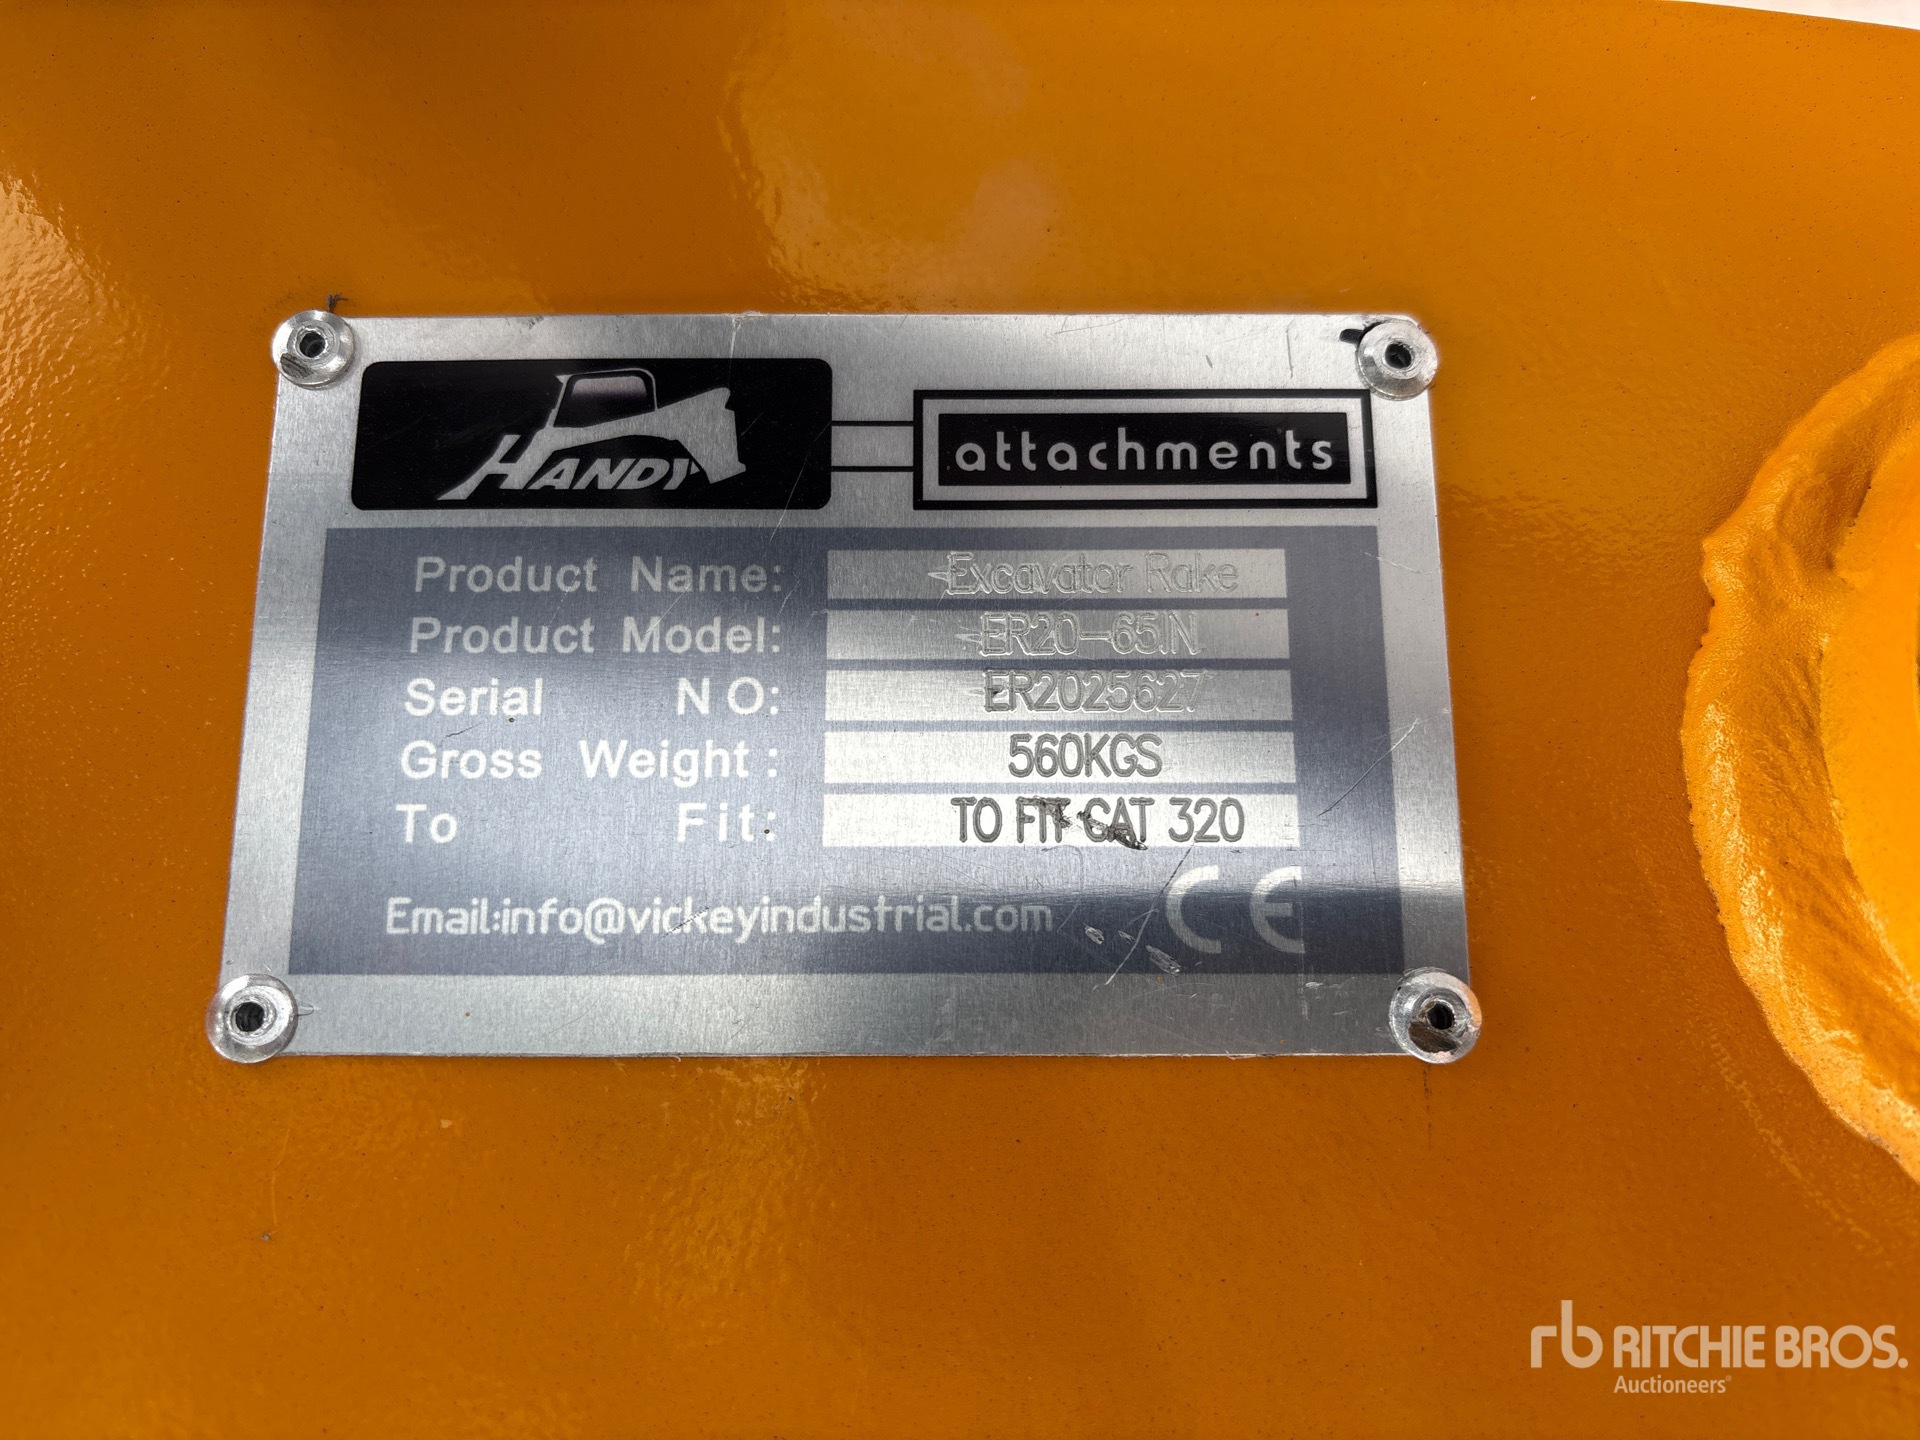 HANDY attachments
Product Name: Excavator Rake
Product Model: ER20-65IN
Serial NO: ER2025627
Gross Weight: 560KGS
To Fit: TO FIT CAT 320
Email:info@vickeyindustrial.com CE
rb RITCHIE BROS.
Auctioneers